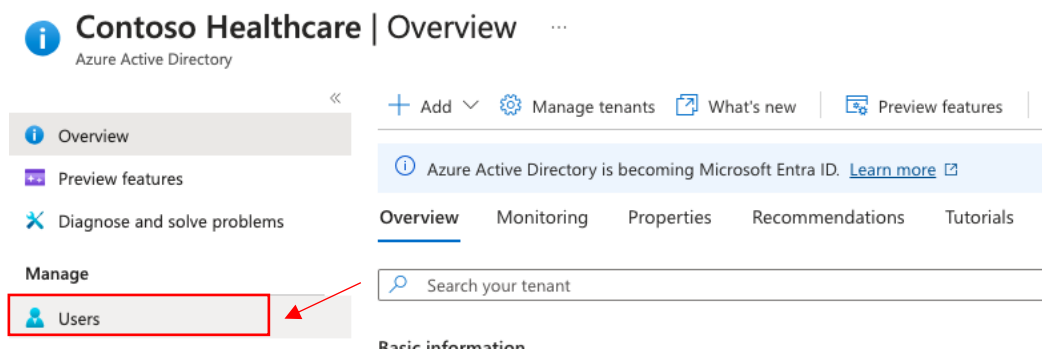 Contoso Healthcare | Overview ...
Azure Active Directory
«
Add
Manage tenants
What's new
Preview features
Overview
Preview features
Diagnose and solve problems
Manage
Users
Azure Active Directory is becoming Microsoft Entra ID. Learn more
Overview Monitoring Properties Recommendations Tutorials
Search your tenant
Basic information